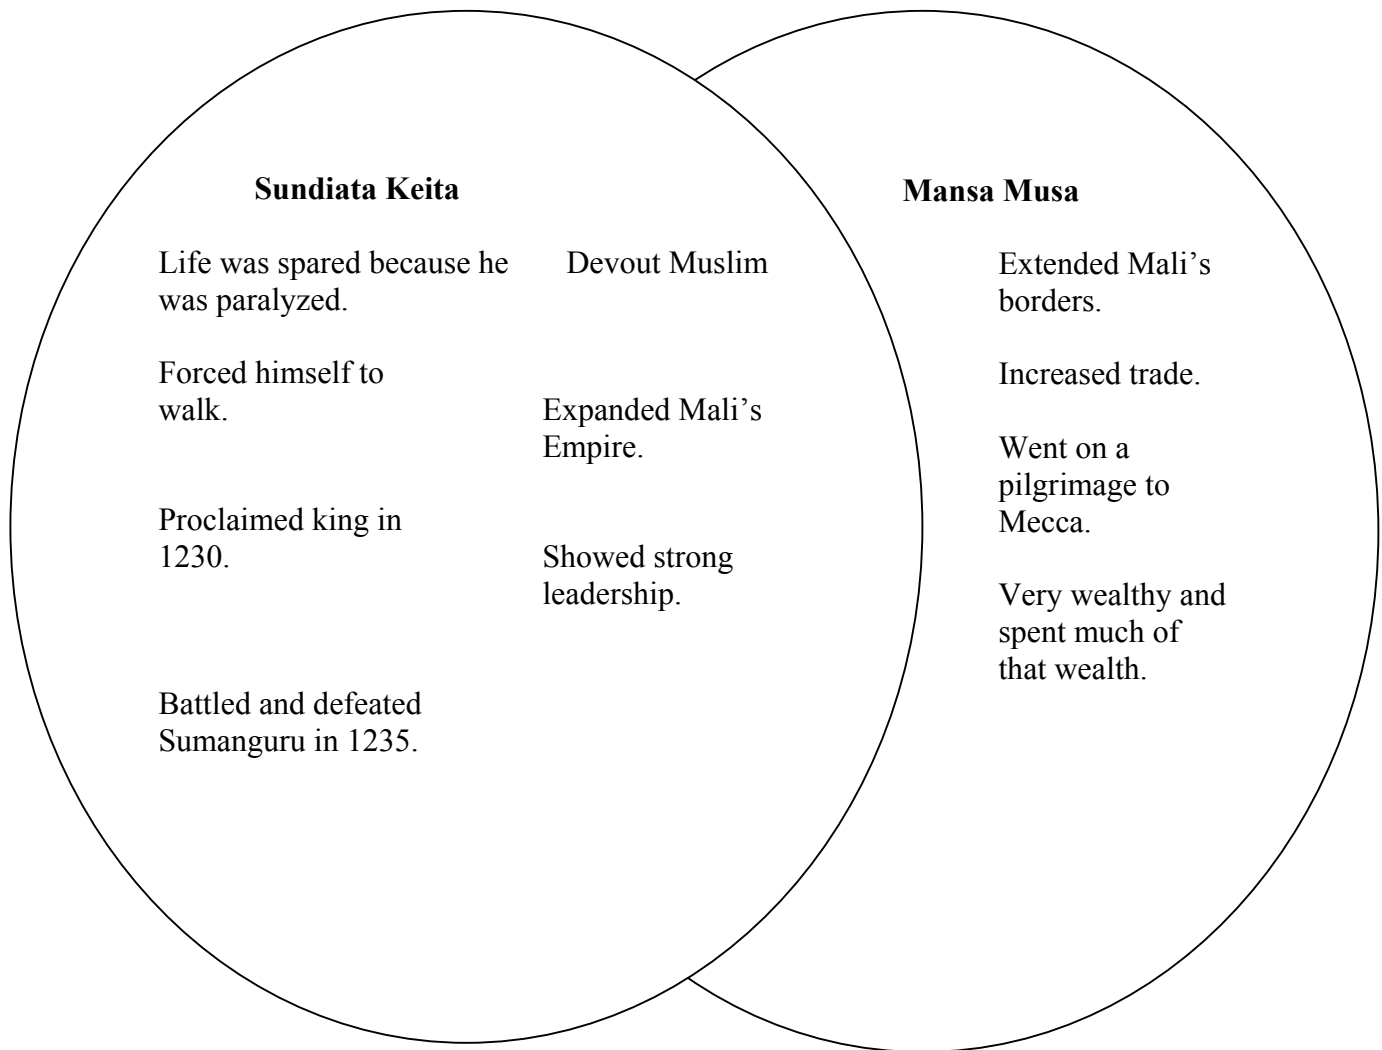 Sundiata Keita
Life was spared because he
was paralyzed.
Forced himself to
walk.
Proclaimed king in
1230.
Battled and defeated
Sumanguru in 1235.
Devout Muslim
Expanded Mali’s
Empire.
Showed strong
leadership.
Mansa Musa
Extended Mali’s
borders.
Increased trade.
Went on a
pilgrimage to
Mecca.
Very wealthy and
spent much of
that wealth.